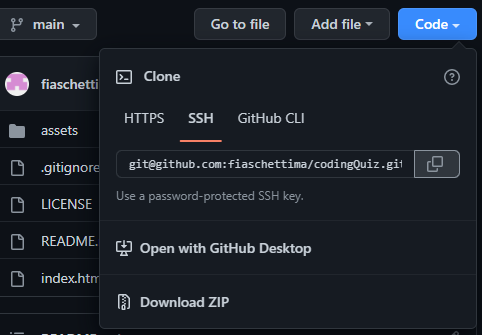 main
Go to file
Add file
Code
fiaschetti
Clone
HTTPS
SSH
GitHub CLI
assets
git@github.com:fiaschettima/codingQuiz.git
.gitignore
Use a password-protected SSH key.
LICENSE
README.
Open with GitHub Desktop
index.htm
Download ZIP